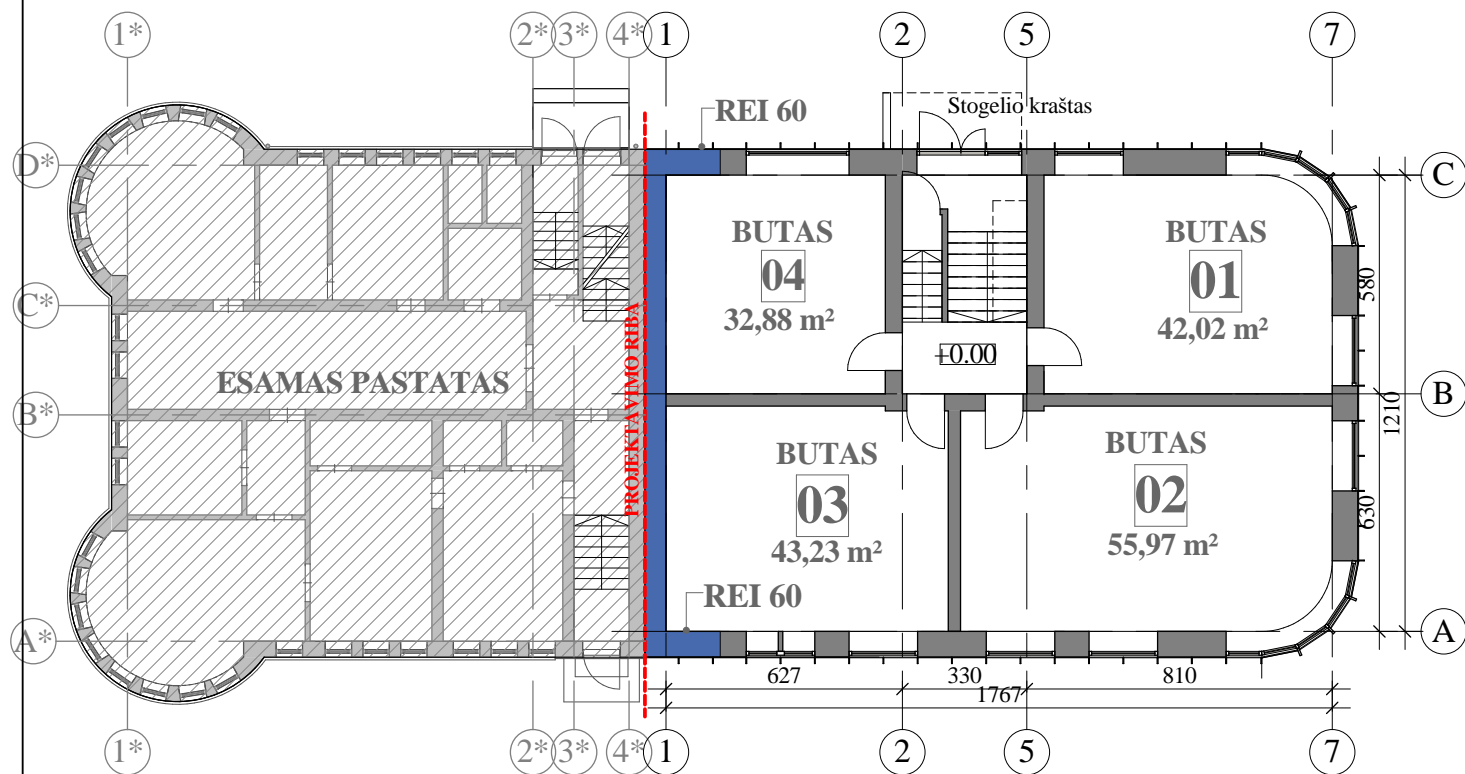 1*
2*
3*
4*
1
2
5
7
Stogelio kraštas
REI 60
D*
C
BUTAS
04
32,88 m²
BUTAS
01
42,02 m²
580
C*
PROJEKTAVIMO RIBA
+0.00
ESAMAS PASTATAS
B
B*
1210
BUTAS
03
43,23 m²
BUTAS
02
55,97 m²
630
REI 60
A*
A
627
330
810
1767
1*
2*
3*
4*
1
2
5
7